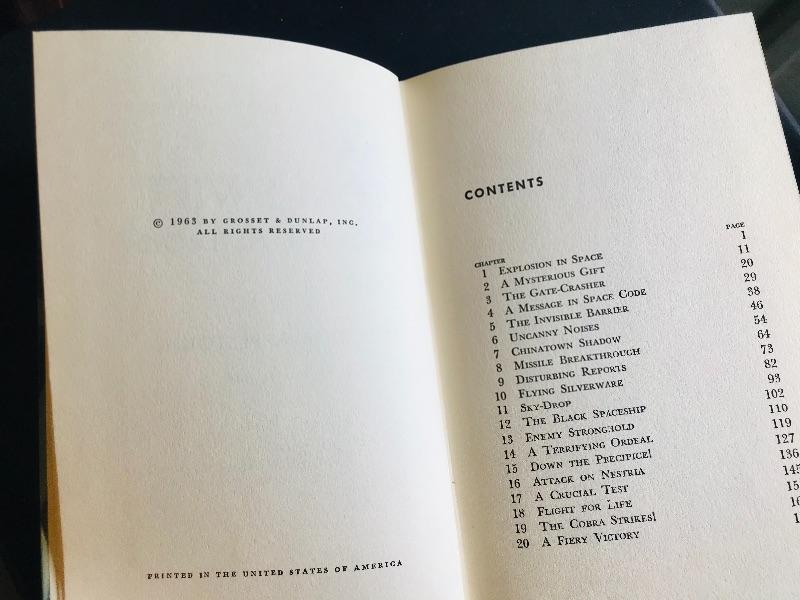 © 1963 BY GROSSET & DUNLAP, INC.
ALL RIGHTS RESERVED
PRINTED IN THE UNITED STATES OF AMERICA
CONTENTS
CHAPTER PAGE
1 EXPLOSION IN SPACE 1
2 A MYSTERIOUS GIFT 11
3 THE GATE-CRASHER 20
4 A MESSAGE IN SPACE CODE 29
5 THE INVISIBLE BARRIER 38
6 UNCANNY NOISES 46
7 CHINATOWN SHADOW 54
8 MISSILE BREAKTHROUGH 64
9 DISTURBING REPORTS 73
10 FLYING SILVERWARE 82
11 SKY-DROP 93
12 THE BLACK SPACESHIP 102
13 ENEMY STRONGHOLD 110
14 A TERRIFYING ORDEAL 119
15 DOWN THE PRECIPICE! 127
16 ATTACK ON NESTRIA 136
17 A CRUCIAL TEST 145
18 FLIGHT FOR LIFE 15
19 THE COBRA STRIKES! 16
20 A FIERY VICTORY 1